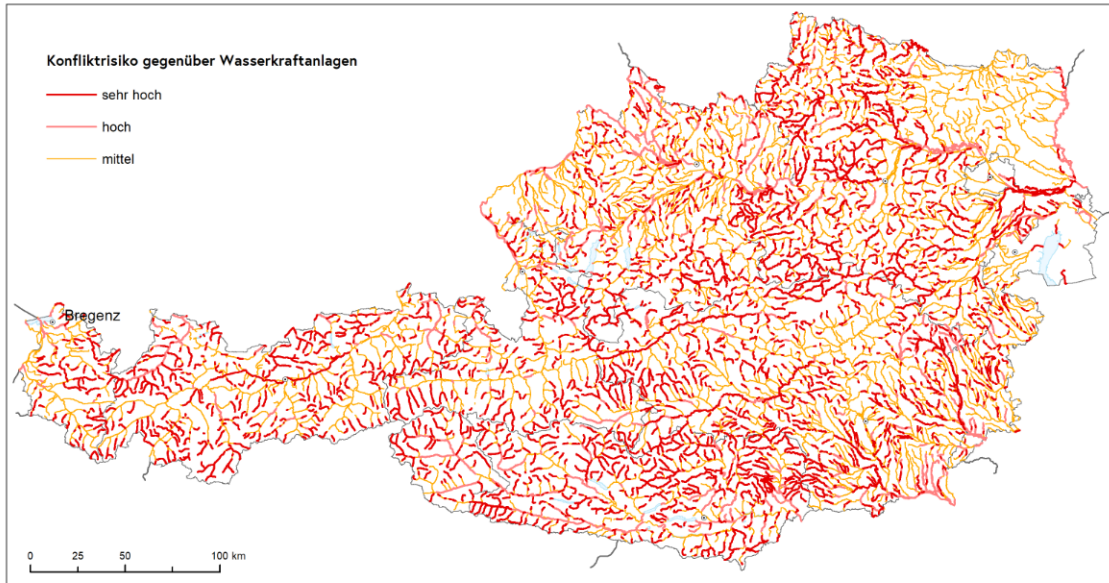 Konfliktrisiko gegenüber Wasserkraftanlagen
sehr hoch
hoch
mittel
Bregenz
0 25 50 100 km